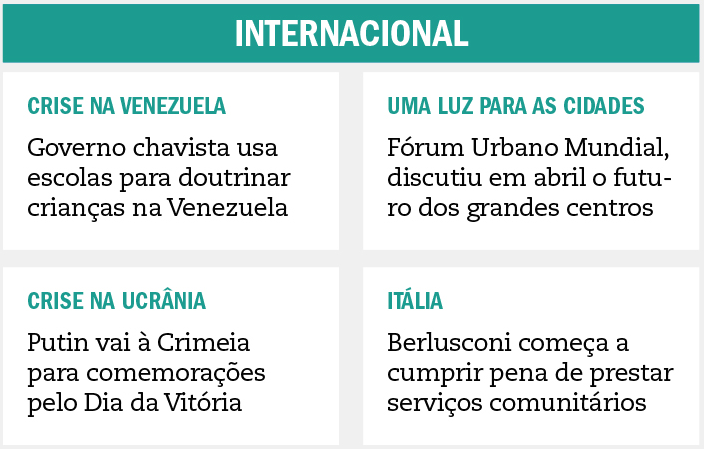 INTERNACIONAL
CRISE NA VENEZUELA
Governo chavista usa
escolas para doutrinar
crianças na Venezuela
UMA LUZ PARA AS CIDADES
Fórum Urbano Mundial,
discutiu em abril o futu-
ro dos grandes centros
CRISE NA UCRÂNIA
Putin vai à Crimeia
para comemorações
pelo Dia da Vitória
ITÁLIA
Berlusconi começa a
cumprir pena de prestar
serviços comunitários